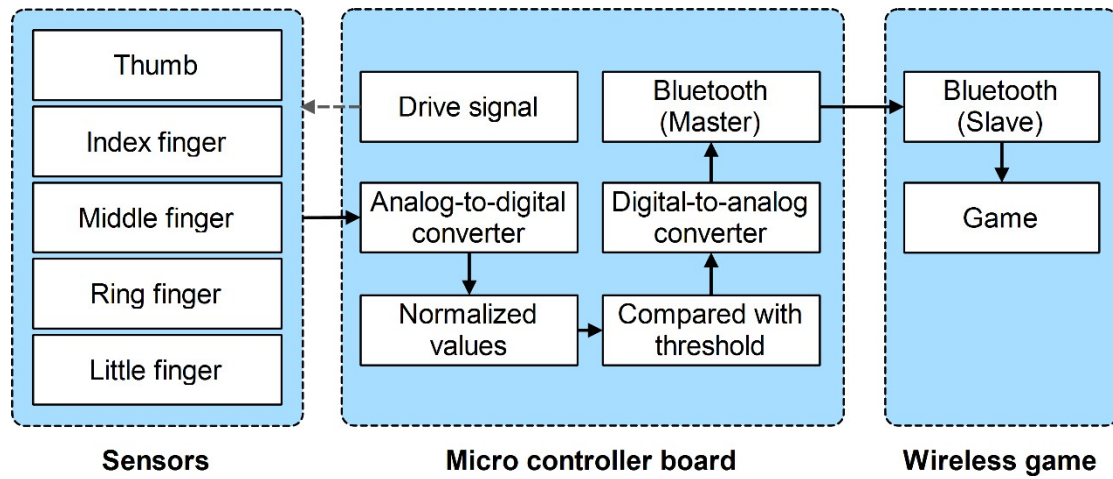 Thumb
Index finger
Middle finger
Ring finger
Little finger
Sensors
Drive signal
Analog-to-digital
converter
Normalized
values
Compared with
threshold
Digital-to-analog
converter
Bluetooth
(Master)
Micro controller board
Bluetooth
(Slave)
Game
Wireless game